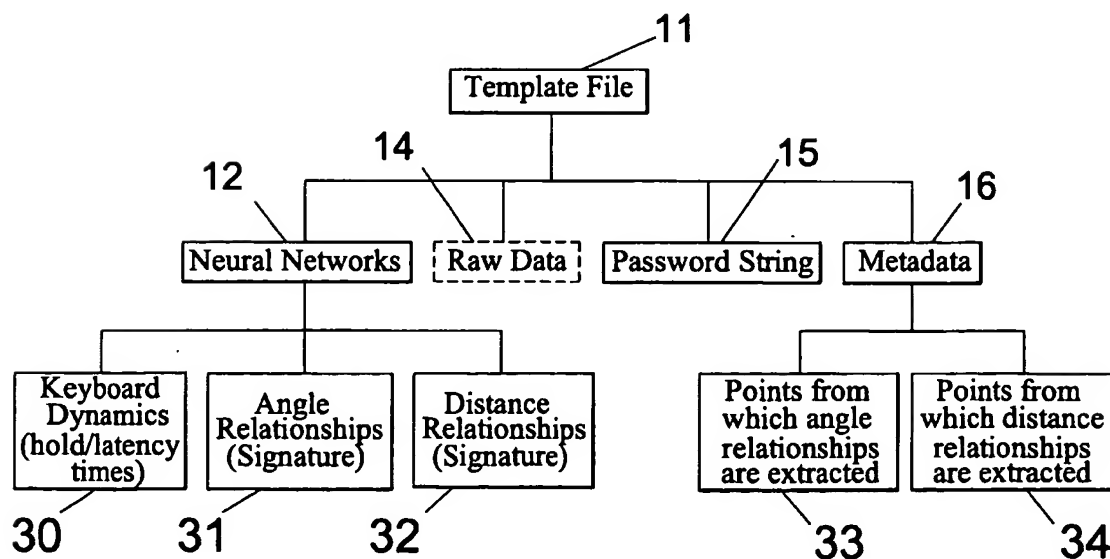 11
Template File
14
15
12
16
Neural Networks
Raw Data
Password String
Metadata
Keyboard
Dynamics
(hold/latency
times)
Angle
Relationships
(Signature)
Distance
Relationships
(Signature)
Points from
which angle
relationships
are extracted
Points from
which distance
relationships
are extracted
30
31
32
33
34